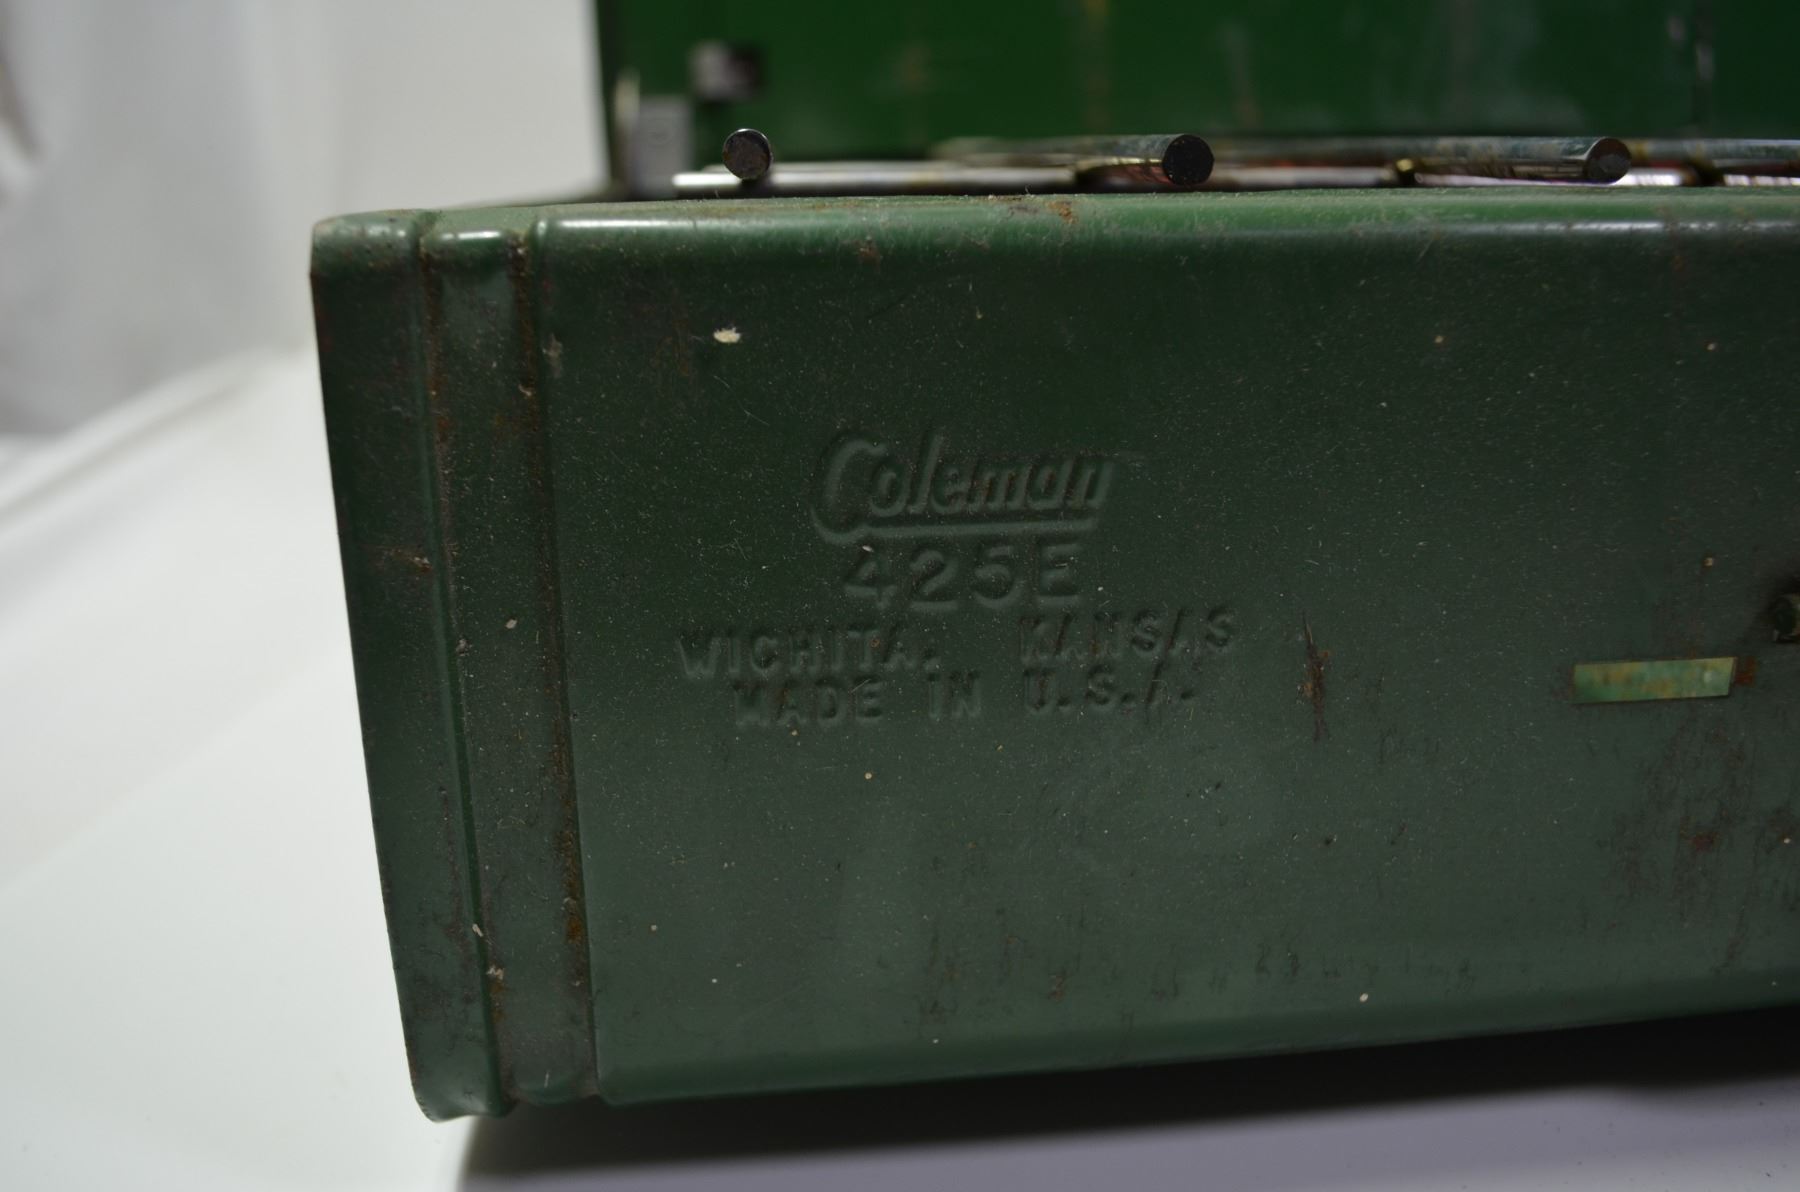 Coleman
425E
WICHITA, KANSAS
MADE IN U.S.A.